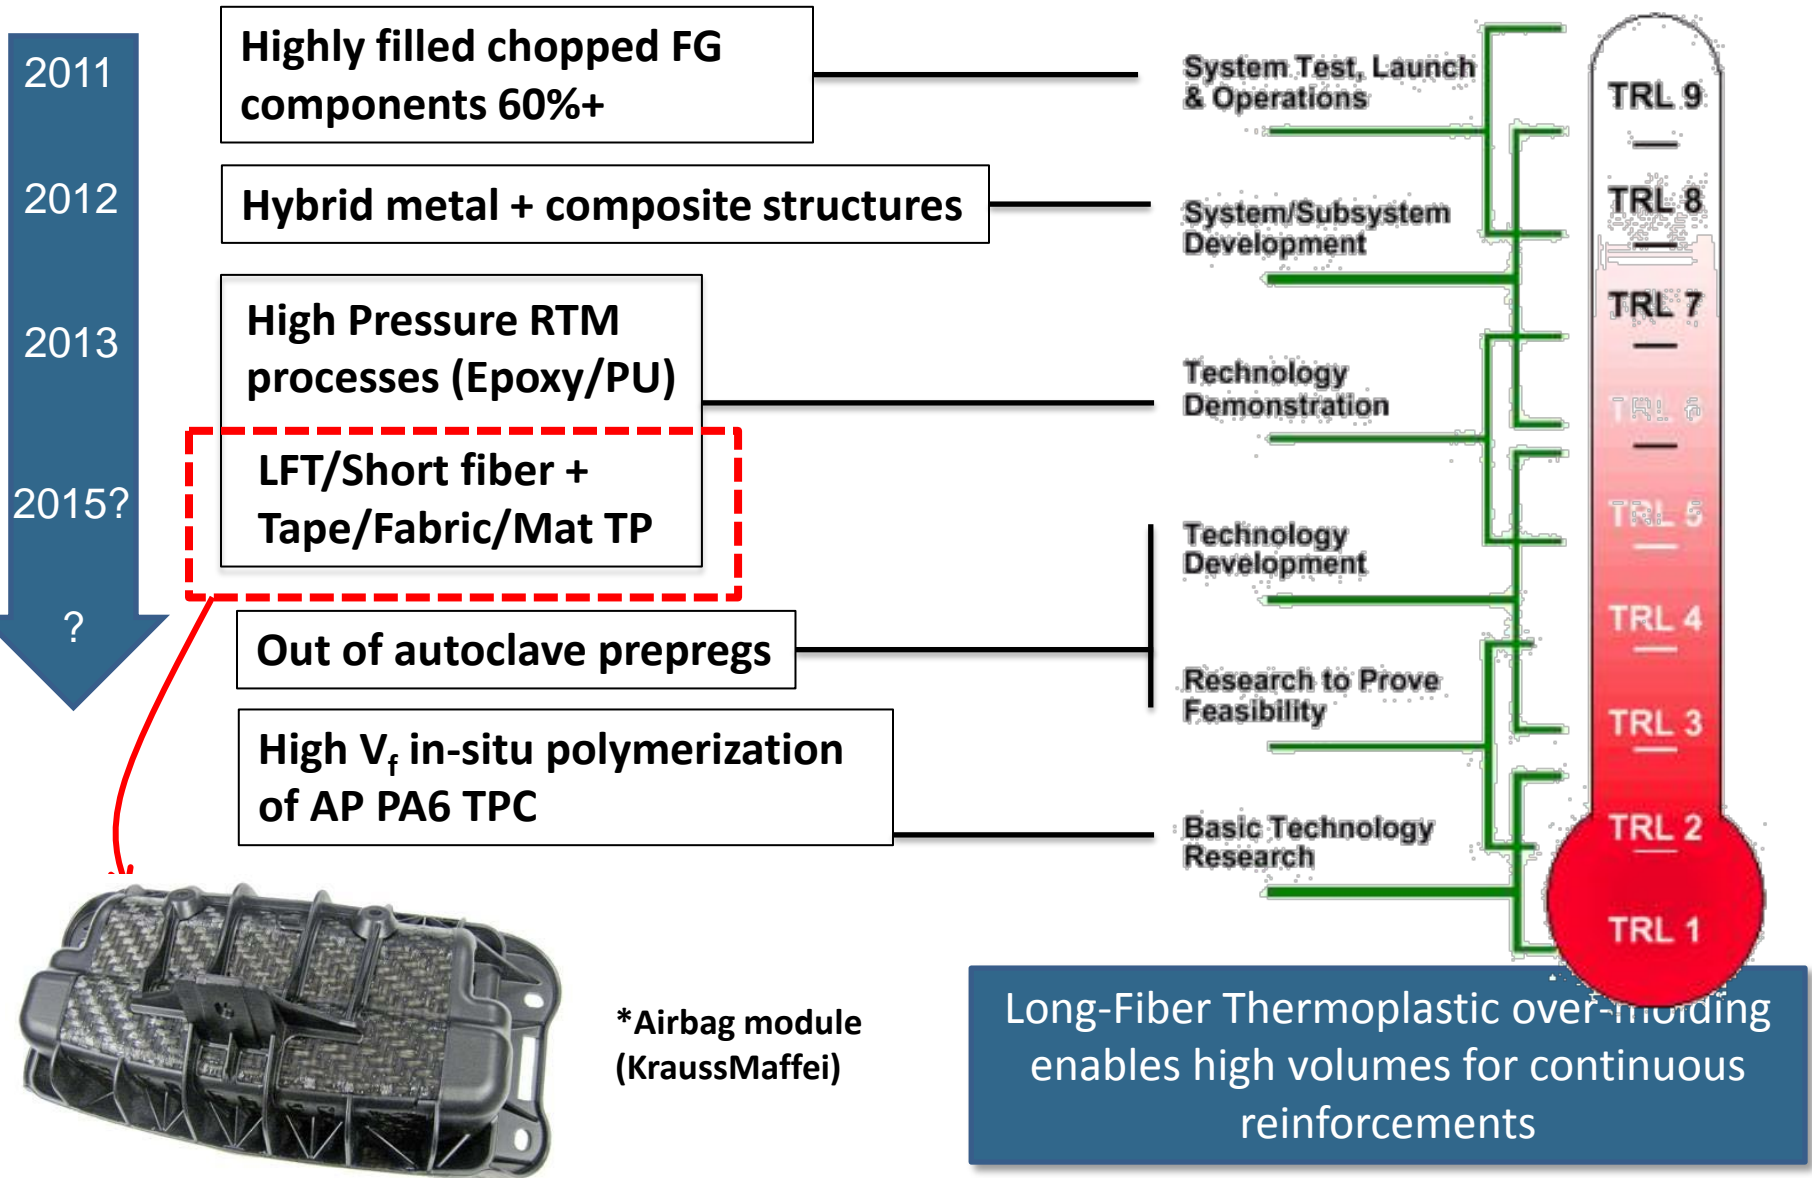 2011
2012
2013
2015?
?
Highly filled chopped FG
components 60%+
Hybrid metal + composite structures
High Pressure RTM
processes (Epoxy/PU)
LFT/Short fiber +
Tape/Fabric/Mat TP
Out of autoclave prepregs
High Vf in-situ polymerization
of AP PA6 TPC
System Test, Launch
& Operations
System/Subsystem
Development
Technology
Demonstration
Technology
Development
Research to Prove
Feasibility
Basic Technology
Research
TRL 9
TRL 8
TRL 7
TRL 6
TRL 5
TRL 4
TRL 3
TRL 2
TRL 1
*Airbag module
(KraussMaffei)
Long-Fiber Thermoplastic over-molding
enables high volumes for continuous
reinforcements